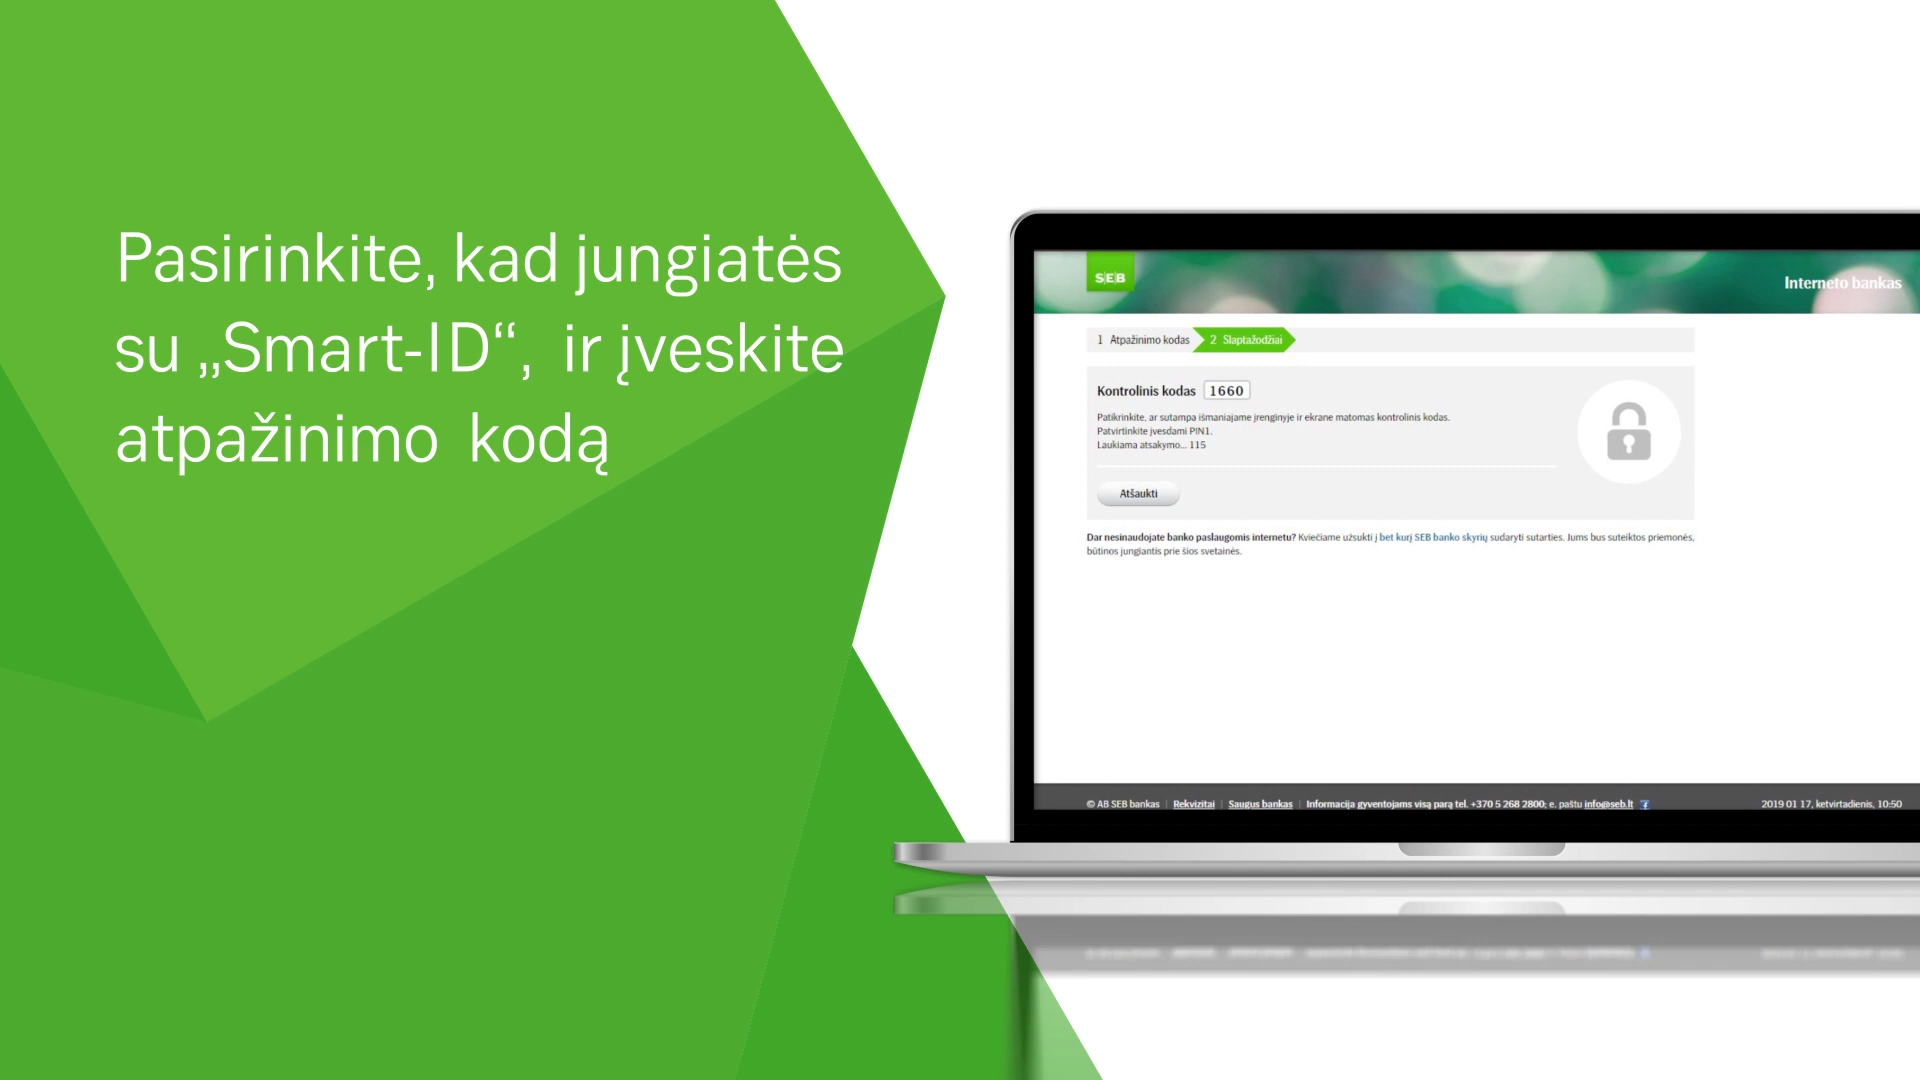 Pasirinkite, kad jungiatės
su „Smart-ID“, ir įveskite
atpažinimo kodą
SEB
Interneto bankas
1 Atpažinimo kodas 2 Slaptažodžiai
Kontrolinis kodas 1660
Patikrinkite, ar sutampa išmaniajame įrenginyje ir ekrane matomas kontrolinis kodas.
Patvirtinkite įvesdami PIN1.
Laukiama atsakymo... 115
Atšaukti
Dar nesinaudojate banko paslaugomis internetu? Kviečiame užsukti į bet kurį SEB banko skyrių sudaryti sutarties. Jums bus suteiktos priemonės,
būtinos jungiantis prie šios svetainės.
© AB SEB bankas | Rekvizitai | Saugus bankas | Informacija gyventojams visą parą tel. +370 5 268 2800; e. paštu info@seb.lt f
2019 01 17, ketvirtadienis, 10:50